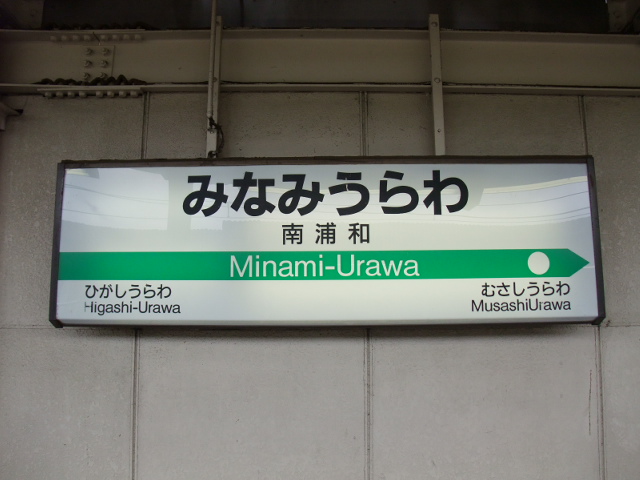 みなみうらわ
南浦和
Minami-Urawa
ひがしうらわ
Higashi-Urawa
むさしうらわ
MusashiUrawa